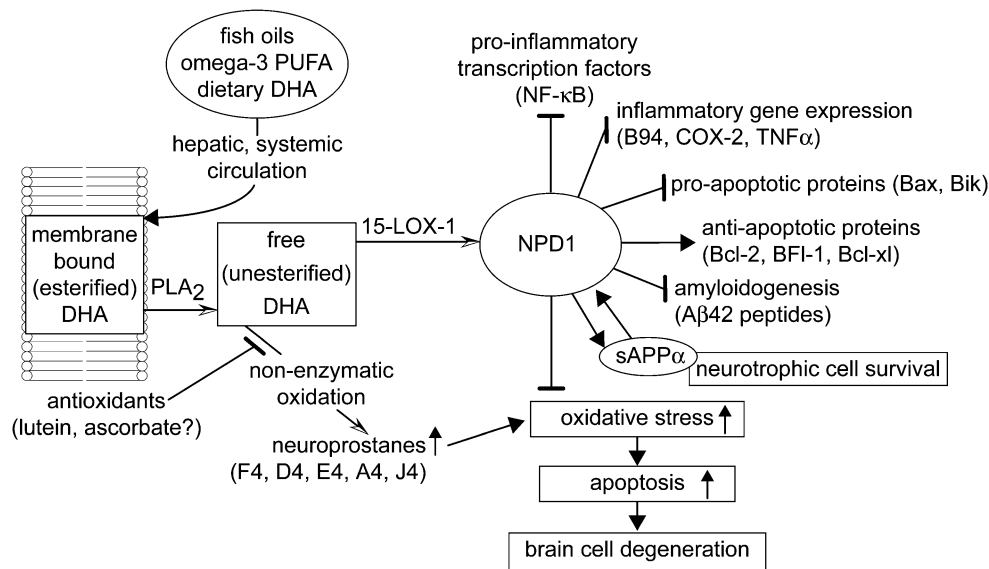 fish oils
omega-3 PUFA
dietary DHA
hepatic, systemic
circulation
membrane
bound
(esterified)
DHA
PLA2
free
(unesterified)
DHA
15-LOX-1
NPD1
pro-inflammatory
transcription factors
(NF-κB)
inflammatory gene expression
(B94, COX-2, TNFα)
pro-apoptotic proteins (Bax, Bik)
anti-apoptotic proteins
(Bcl-2, BFl-1, Bcl-xl)
amyloidogenesis
(Aβ42 peptides)
sAPPα
neurotrophic cell survival
antioxidants
(lutein, ascorbate?)
non-enzymatic
oxidation
neuroprostanes
(F4, D4, E4, A4, J4)
oxidative stress
apoptosis
brain cell degeneration